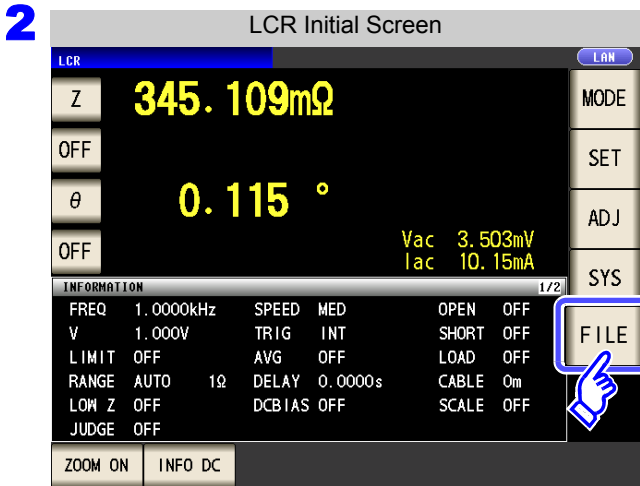 2
LCR Initial Screen
LCR
LAN
Z
345.109mΩ
MODE
OFF
SET
θ
0.115 °
ADJ
OFF
Vac 3.503mV
Iac 10.15mA
SYS
INFORMATION 1/2
FREQ 1.0000kHz SPEED MED OPEN OFF
V 1.000V TRIG INT SHORT OFF
FILE
LIMIT OFF AVG OFF LOAD OFF
RANGE AUTO 1Ω DELAY 0.0000s CABLE 0m
LOW Z OFF DCBIAS OFF SCALE OFF
JUDGE OFF
ZOOM ON INFO DC